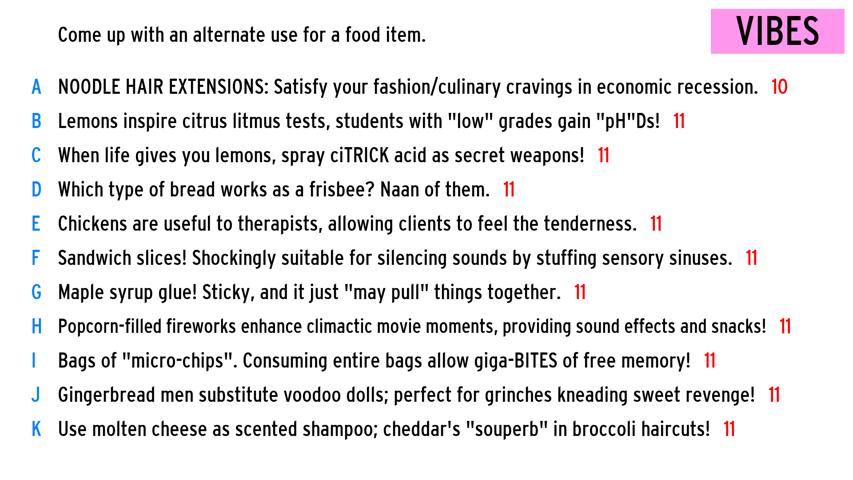 Come up with an alternate use for a food item.
VIBES
A NOODLE HAIR EXTENSIONS: Satisfy your fashion/culinary cravings in economic recession. 10
B Lemons inspire citrus litmus tests, students with "low" grades gain "pH"Ds! 11
C When life gives you lemons, spray ciTRICK acid as secret weapons! 11
D Which type of bread works as a frisbee? Naan of them. 11
E Chickens are useful to therapists, allowing clients to feel the tenderness. 11
F Sandwich slices! Shockingly suitable for silencing sounds by stuffing sensory sinuses. 11
G Maple syrup glue! Sticky, and it just "may pull" things together. 11
H Popcorn-filled fireworks enhance climactic movie moments, providing sound effects and snacks! 11
I Bags of "micro-chips". Consuming entire bags allow giga-BITES of free memory! 11
J Gingerbread men substitute voodoo dolls; perfect for grinches kneading sweet revenge! 11
K Use molten cheese as scented shampoo; cheddar's "souperb" in broccoli haircuts! 11